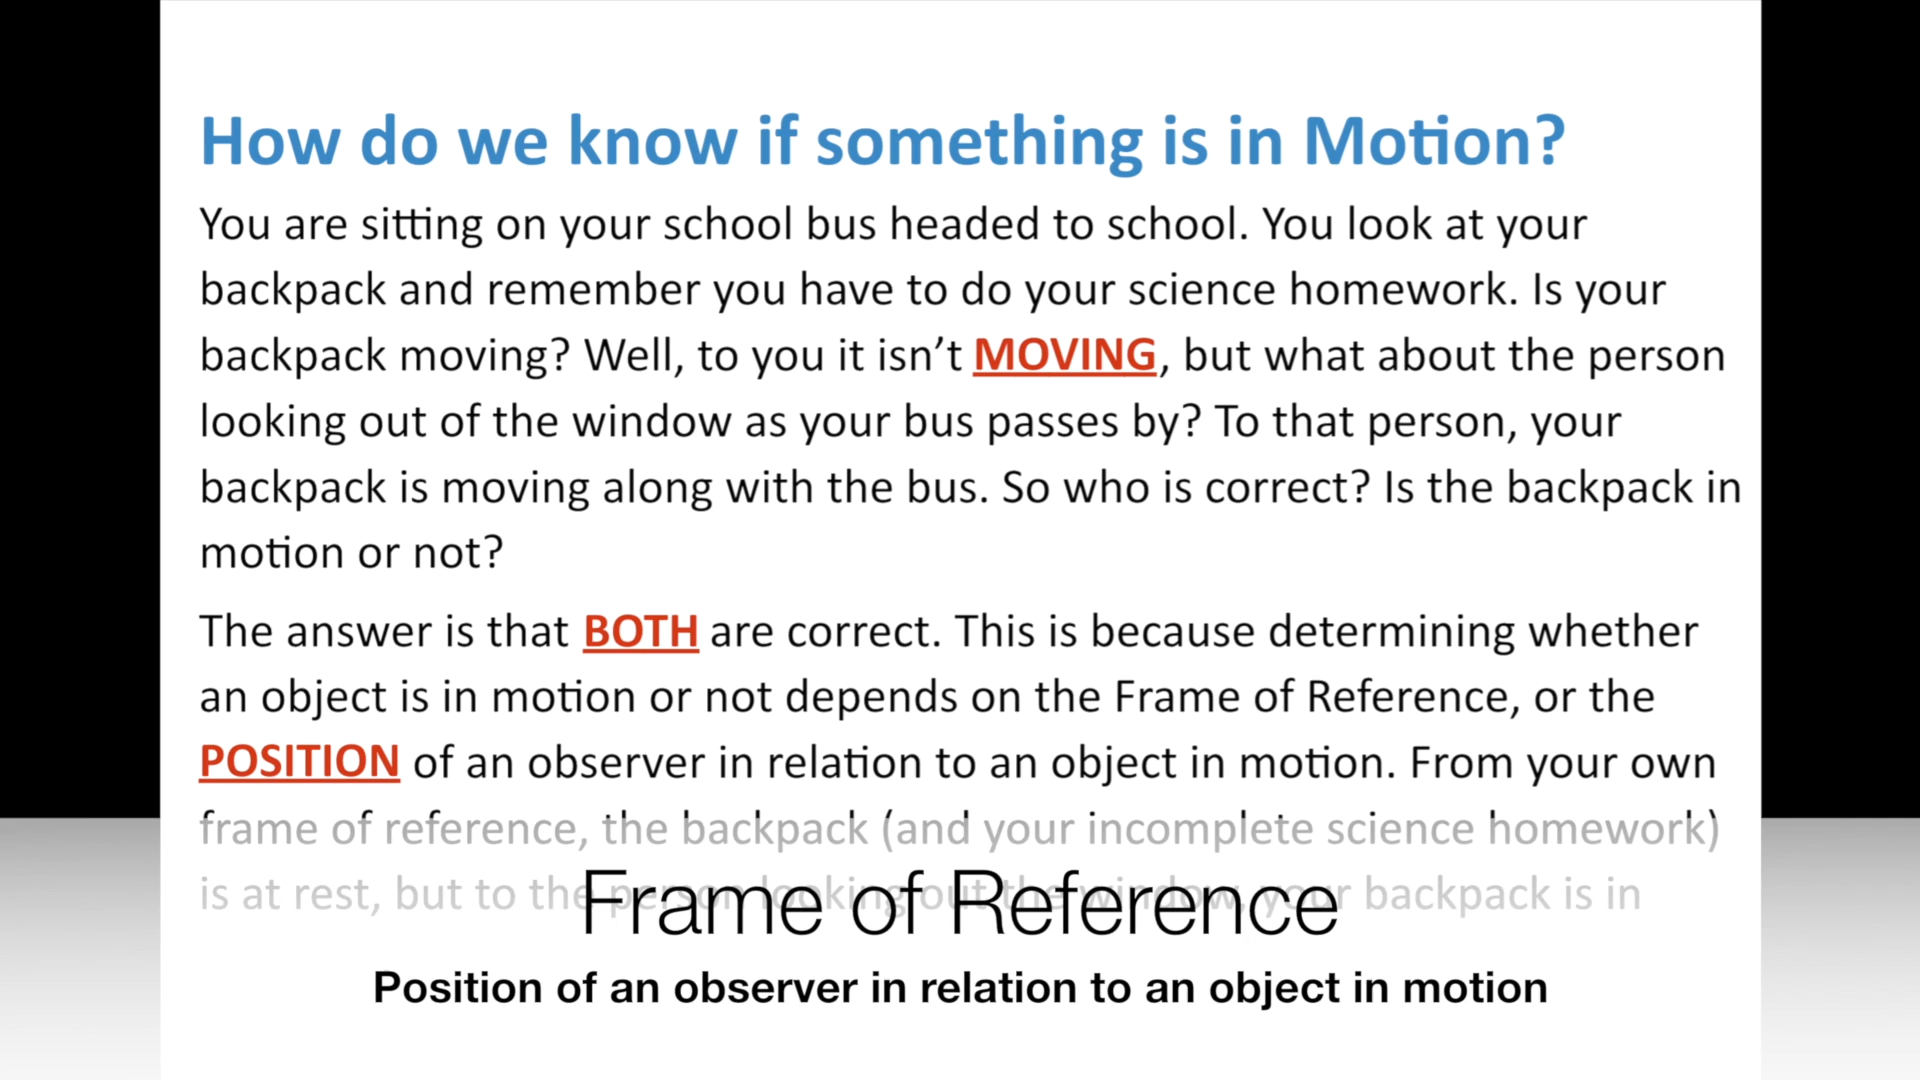 How do we know if something is in Motion?
You are sitting on your school bus headed to school. You look at your
backpack and remember you have to do your science homework. Is your
backpack moving? Well, to you it isn’t MOVING, but what about the person
looking out of the window as your bus passes by? To that person, your
backpack is moving along with the bus. So who is correct? Is the backpack in
motion or not?
The answer is that BOTH are correct. This is because determining whether
an object is in motion or not depends on the Frame of Reference, or the
POSITION of an observer in relation to an object in motion. From your own
frame of reference, the backpack (and your incomplete science homework)
is at rest, but to the person looking out the window, your backpack is in
Frame of Reference
Position of an observer in relation to an object in motion